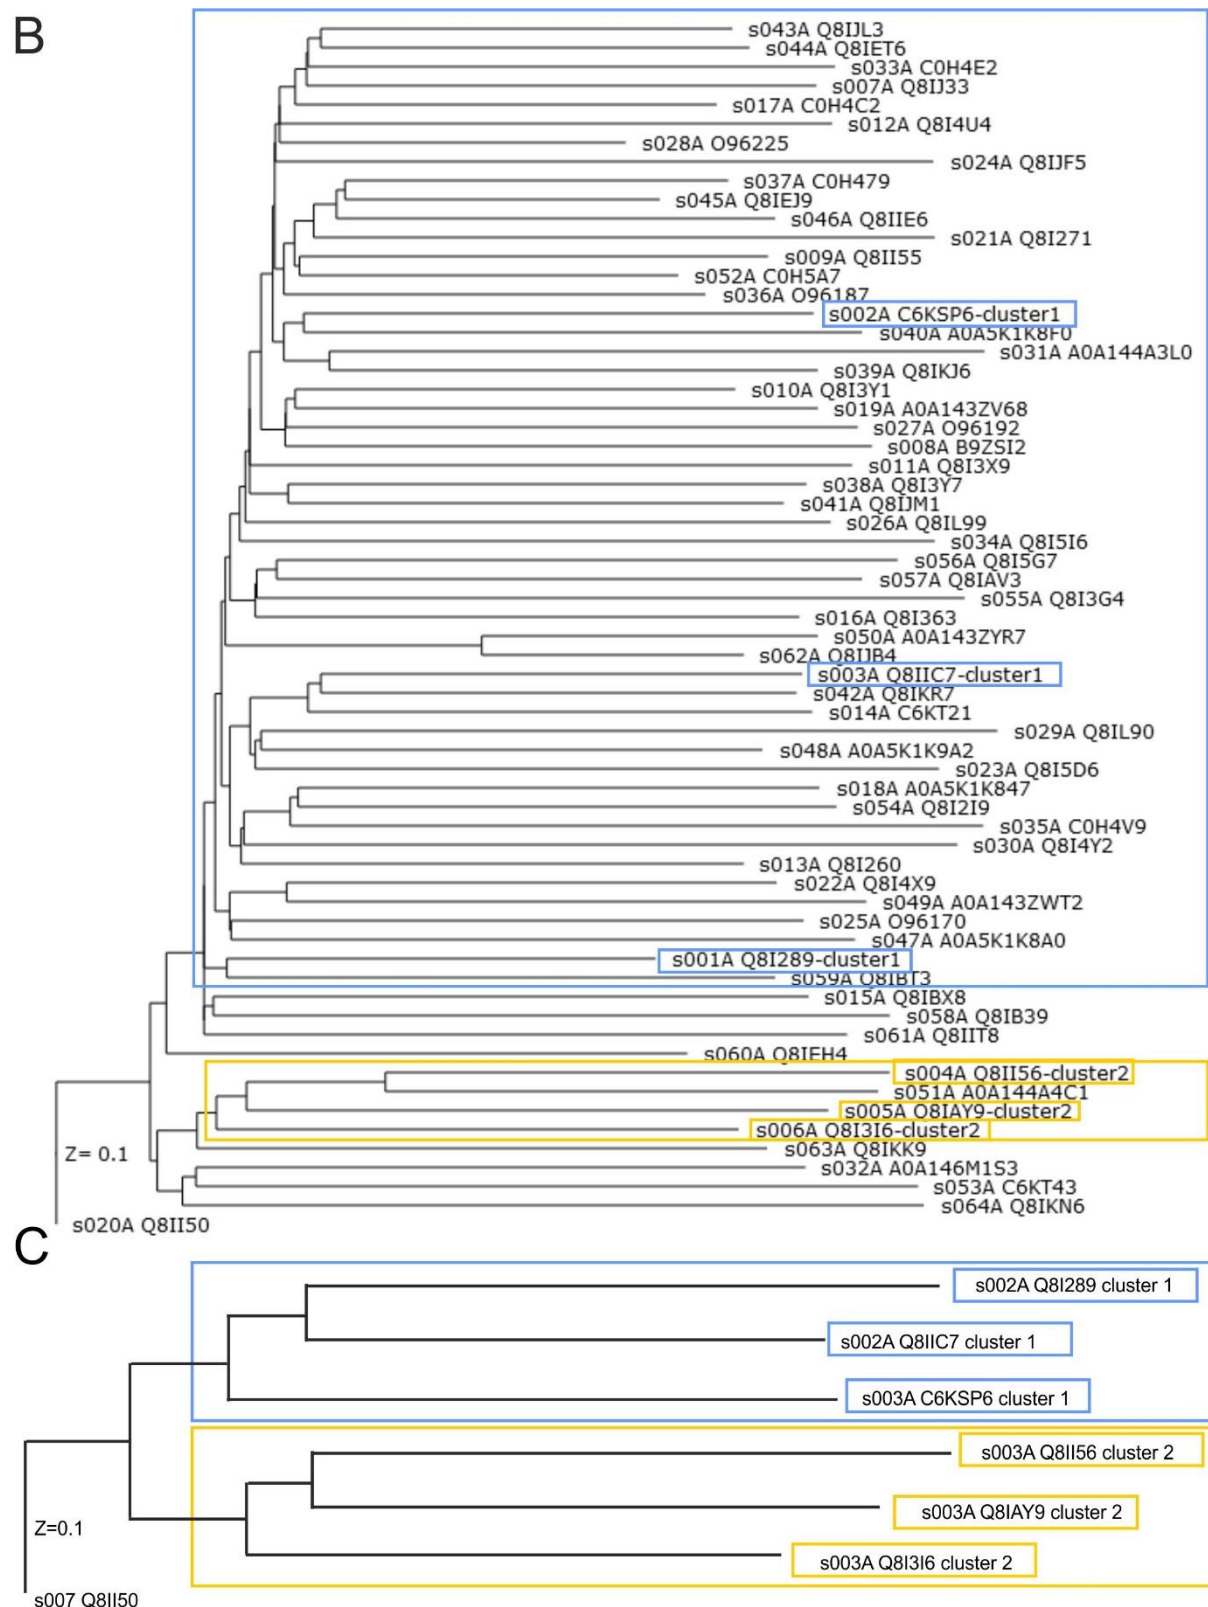 B
s043A Q8IJL3
s044A Q8IET6
s033A C0H4E2
s007A Q8IJ33
s017A C0H4C2
s012A Q8I4U4
s028A O96225
s024A Q8IJF5
s037A C0H479
s045A Q8IEJ9
s046A Q8IIE6
s021A Q8I271
s009A Q8II55
s052A C0H5A7
s036A O96187
s002A C6KSP6-cluster1
s040A A0A5K1K8F0
s031A A0A144A3L0
s039A Q8IKJ6
s010A Q8I3Y1
s019A A0A143ZV68
s027A O96192
s008A B9ZSI2
s011A Q8I3X9
s038A Q8I3Y7
s041A Q8IJM1
s026A Q8IL99
s034A Q8I5I6
s056A Q8I5G7
s057A Q8IAV3
s055A Q8I3G4
s016A Q8I363
s050A A0A143ZYR7
s062A Q8IJB4
s003A Q8IIC7-cluster1
s042A Q8IKR7
s014A C6KT21
s029A Q8IL90
s048A A0A5K1K9A2
s023A Q8I5D6
s018A A0A5K1K847
s054A Q8I2I9
s035A C0H4V9
s030A Q8I4Y2
s013A Q8I260
s022A Q8I4X9
s049A A0A143ZWT2
s025A O96170
s047A A0A5K1K8A0
s001A Q8I289-cluster1
s059A Q8IBT3
s015A Q8IBX8
s058A Q8IB39
s061A Q8IIT8
s060A Q8IEH4
s004A Q8II56-cluster2
s051A A0A144A4C1
s005A Q8IAY9-cluster2
s006A Q8I3I6-cluster2
s063A Q8IKK9
Z= 0.1
s032A A0A146M1S3
s053A C6KT43
s064A Q8IKN6
s020A Q8II50
C
s002A Q8I289 cluster 1
s002A Q8IIC7 cluster 1
s003A C6KSP6 cluster 1
s003A Q8II56 cluster 2
s003A Q8IAY9 cluster 2
Z=0.1
s003A Q8I3I6 cluster 2
s007 Q8II50